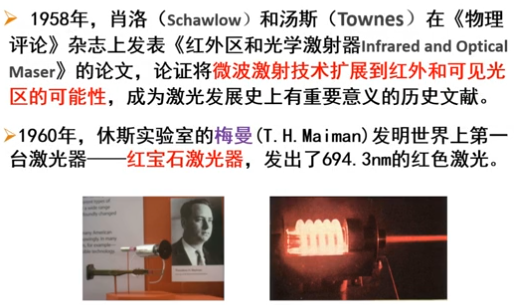 ➢ 1958年，肖洛（Schawlow）和汤斯（Townes）在《物理
评论》杂志上发表《红外区和光学激射器Infrared and Optical
Maser》的论文，论证将微波激射技术扩展到红外和可见光
区的可能性，成为激光发展史上有重要意义的历史文献。
➢1960年，休斯实验室的梅曼(T.H.Maiman)发明世界上第一
台激光器——红宝石激光器，发出了694.3nm的红色激光。